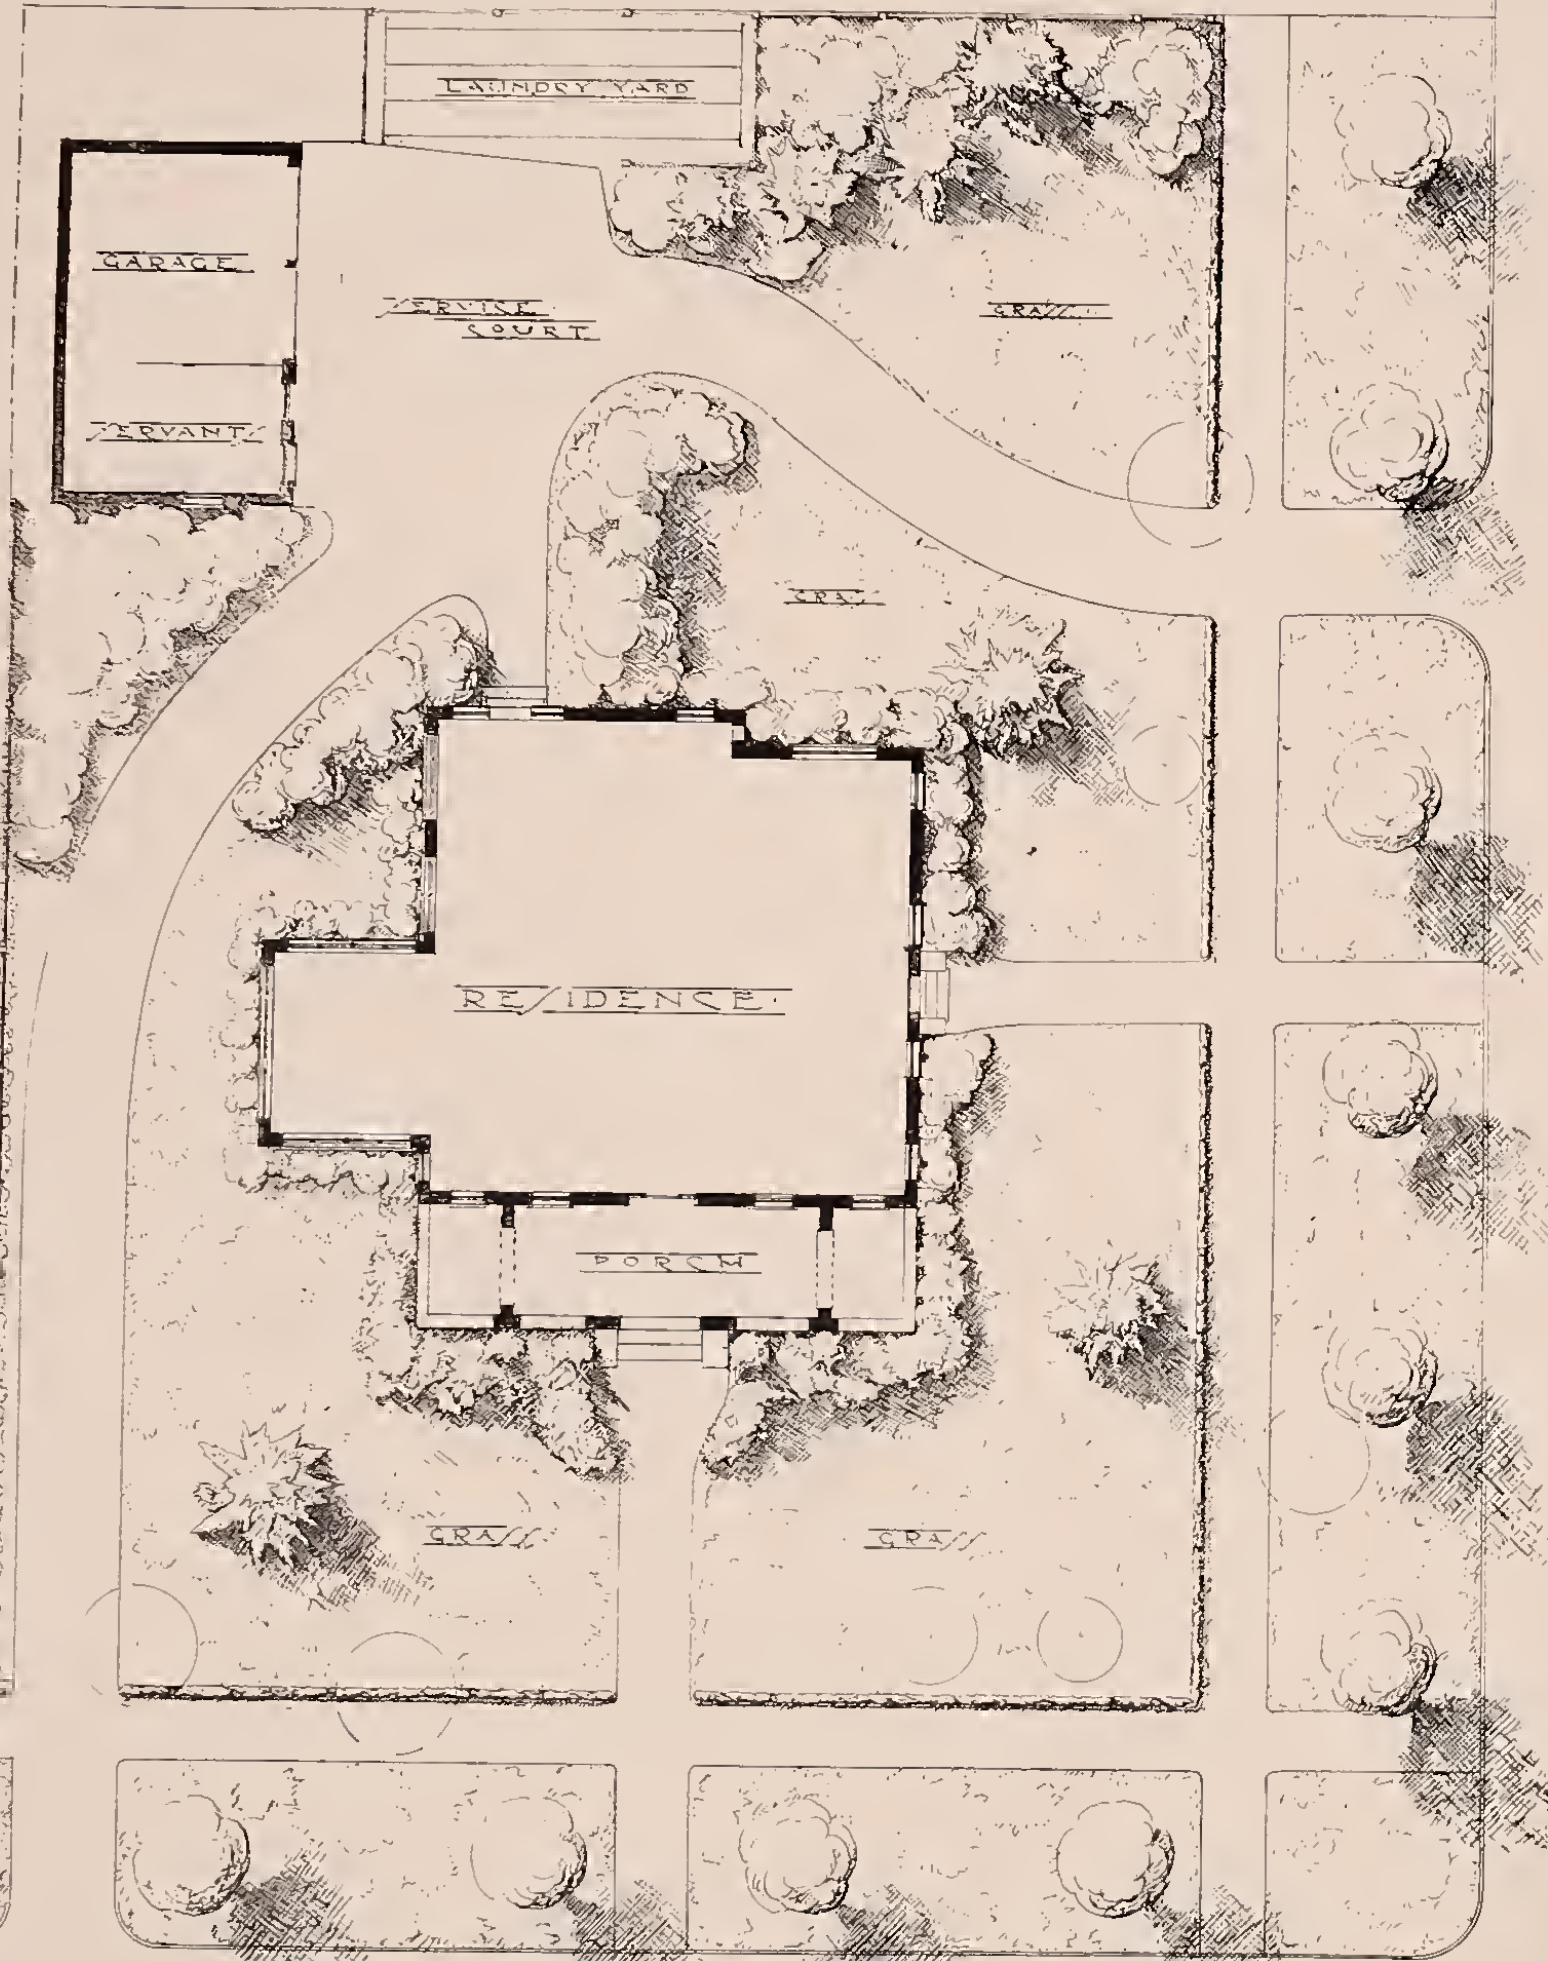 LAUNDRY YARD
GARAGE
SERVICE
COURT
GRASS
SERVANTS
GRASS
RESIDENCE
PORCH
GRASS
GRASS